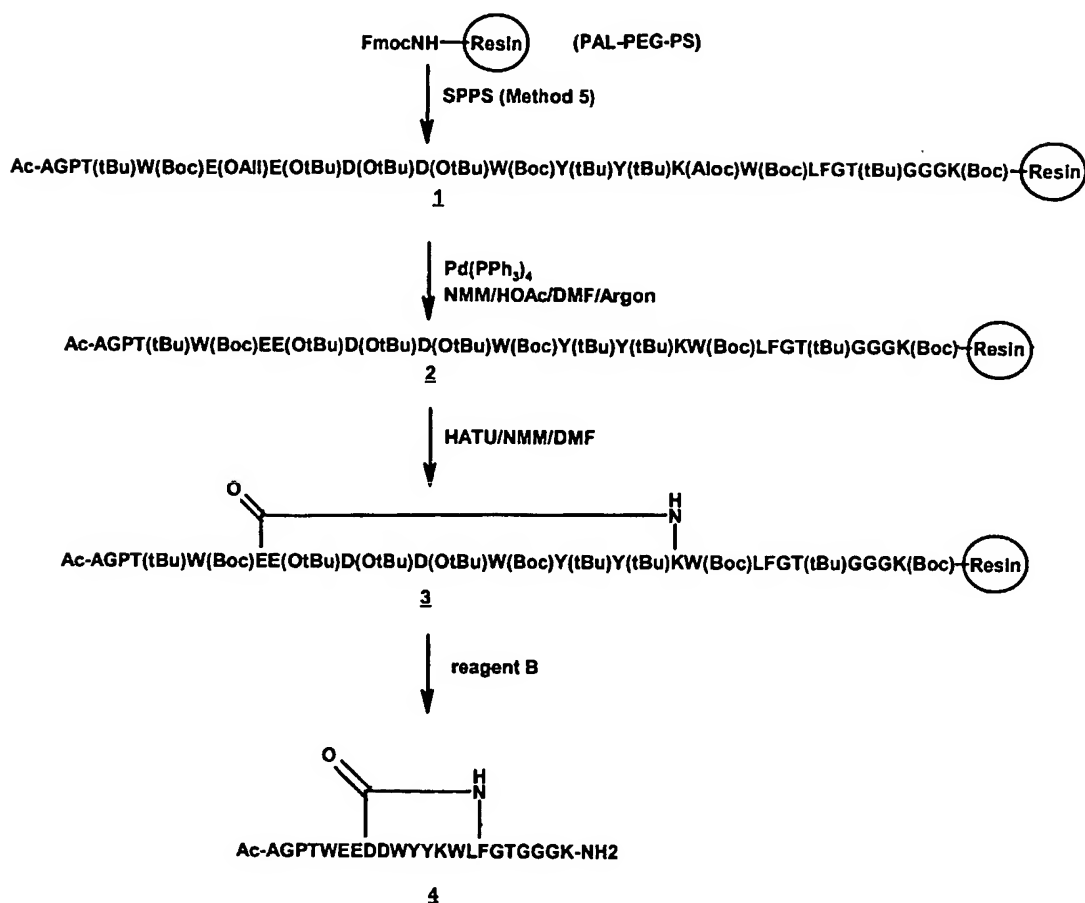 FmocNH Resin (PAL-PEG-PS)
SPPS (Method 5)
Ac-AGPT(tBu)W(Boc)E(OAll)E(OtBu)D(OtBu)D(OtBu)W(Boc)Y(tBu)Y(tBu)K(Aloc)W(Boc)LFGT(tBu)GGGK(Boc) Resin
1
Pd(PPh3)4
NMM/HOAc/DMF/Argon
Ac-AGPT(tBu)W(Boc)EE(OtBu)D(OtBu)D(OtBu)W(Boc)Y(tBu)Y(tBu)KW(Boc)LFGT(tBu)GGGK(Boc) Resin
2
HATU/NMM/DMF
O
H
N
Ac-AGPT(tBu)W(Boc)EE(OtBu)D(OtBu)D(OtBu)W(Boc)Y(tBu)Y(tBu)KW(Boc)LFGT(tBu)GGGK(Boc) Resin
3
reagent B
O
H
N
Ac-AGPTWEEDDWYYKWLFGTGGGK-NH2
4